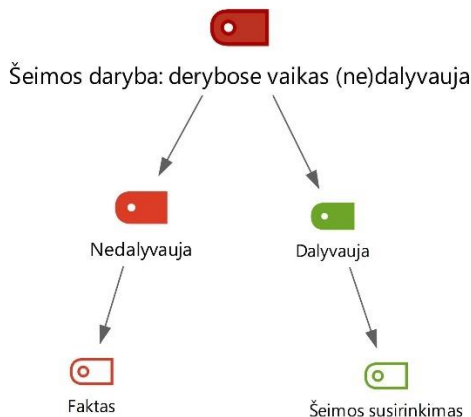 Šeimos daryba: derybose vaikas (ne)dalyvauja
Nedalyvauja
Dalyvauja
Faktas
Šeimos susirinkimas